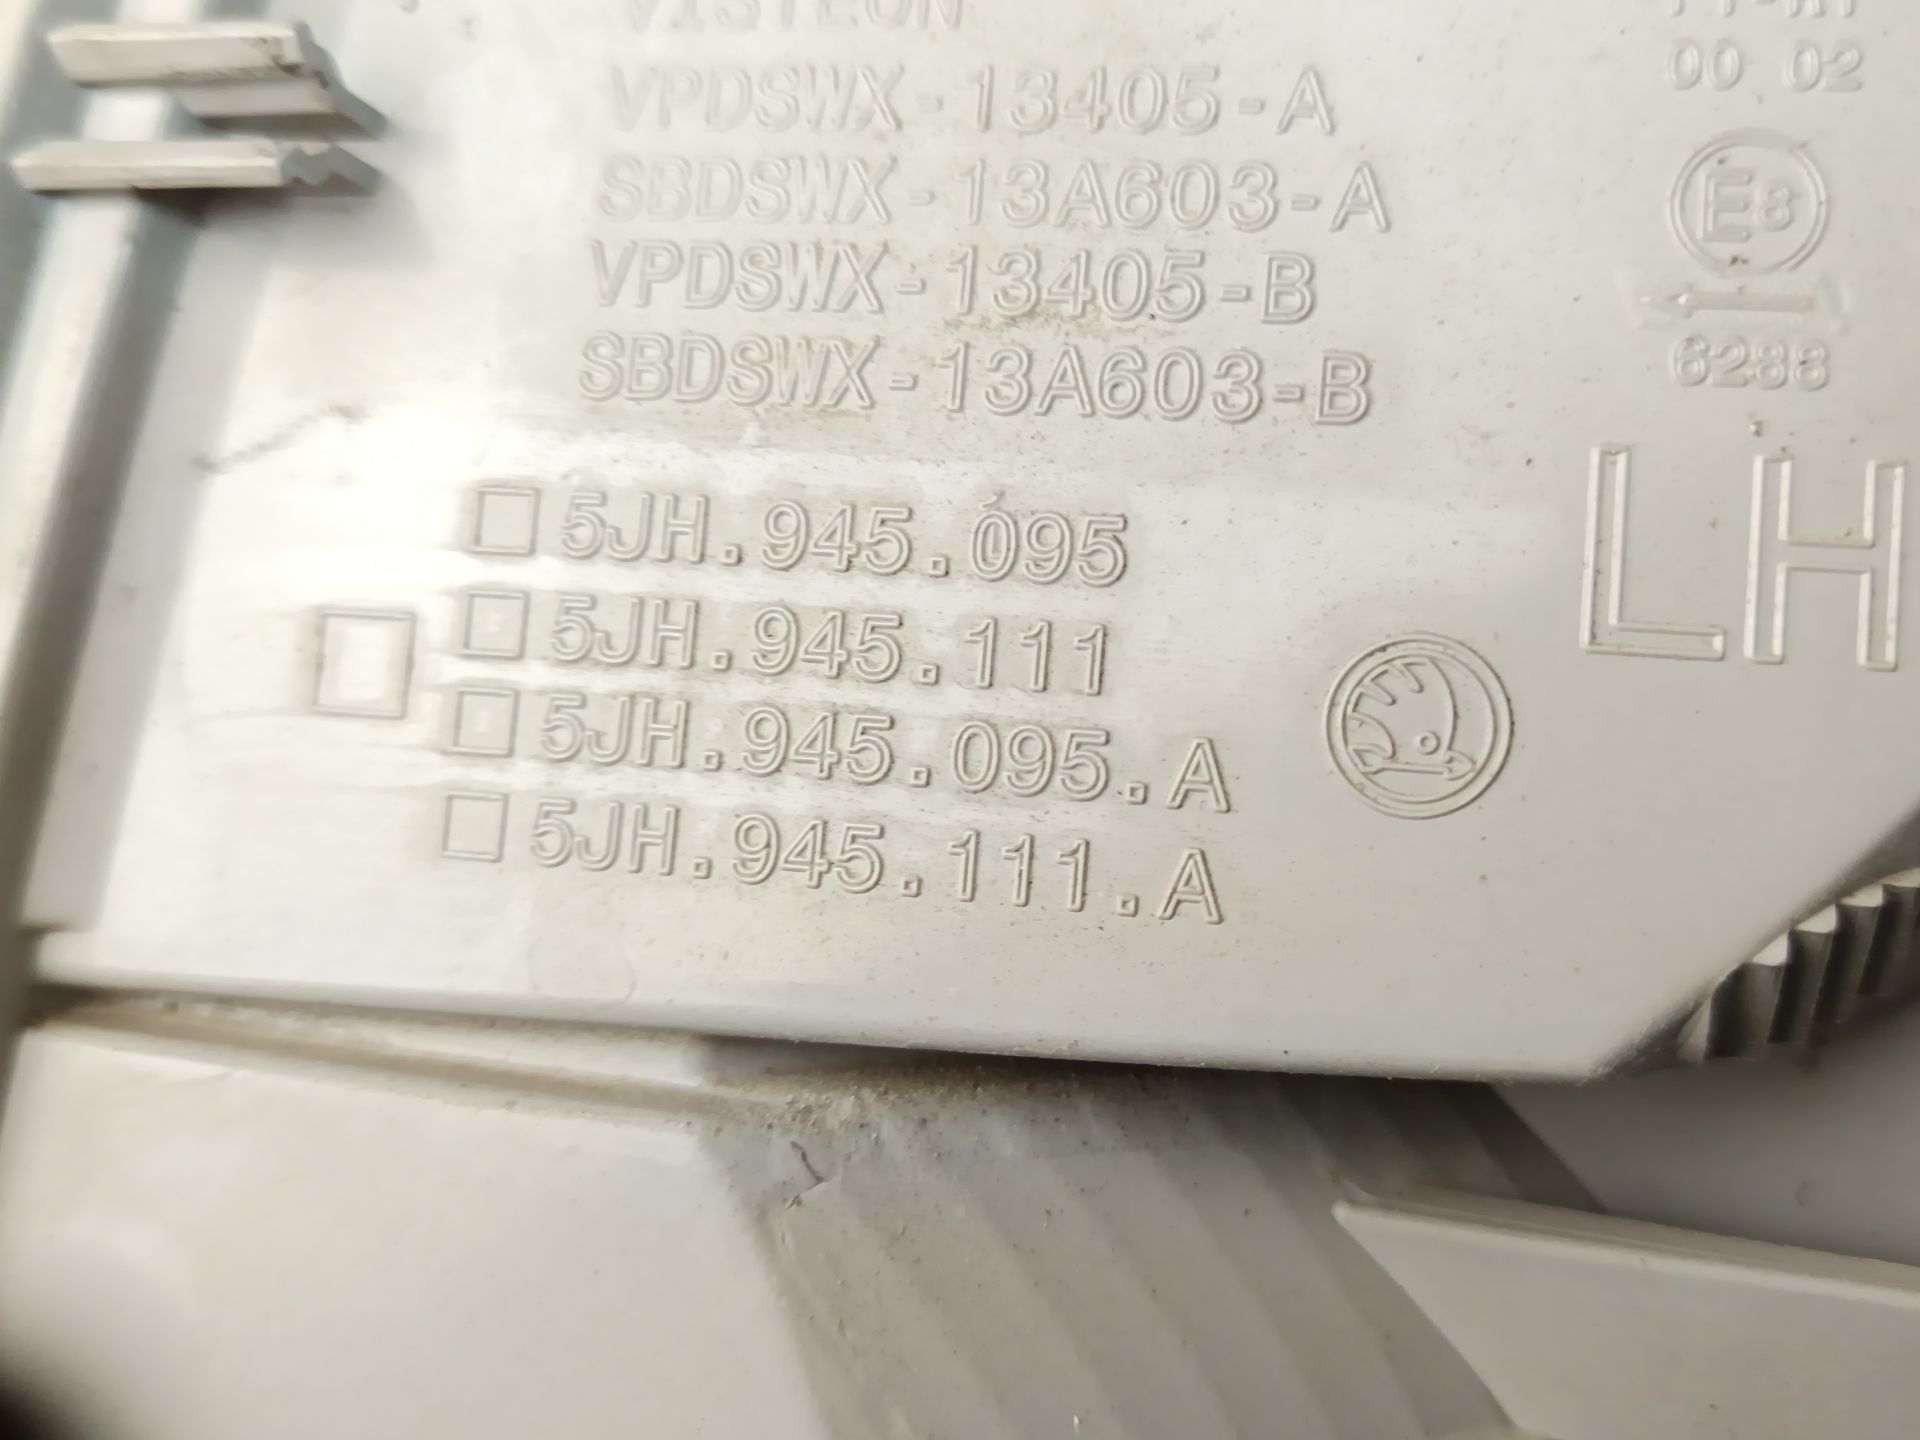 VISTEON
VPDSWX-13405-A
SBDSWX-13A603-A
VPDSWX-13405-B
SBDSWX-13A603-B
00 02
E8
6288
LH
5JH.945.095
5JH.945.111
5JH.945.095.A
5JH.945.111.A